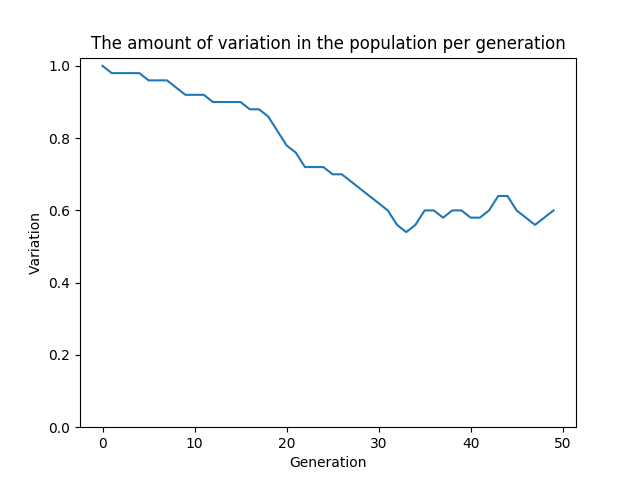 The amount of variation in the population per generation
1.0
0.8
0.6
0.4
0.2
0.0
Variation
0 10 20 30 40 50
Generation